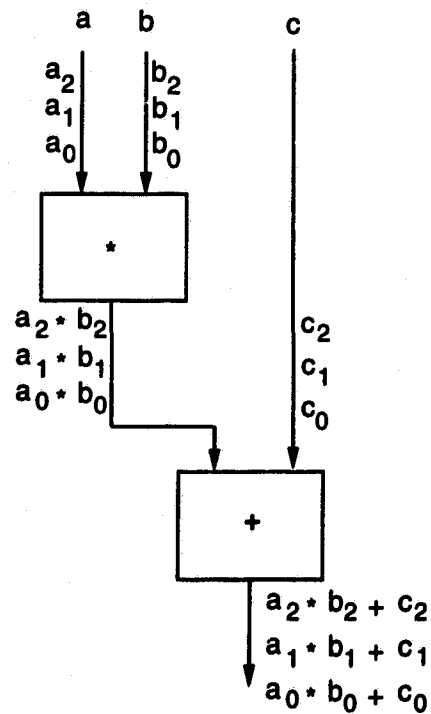 a b c
a₂ b₂
a₁ b₁
a₀ b₀
*
a₂ * b₂
a₁ * b₁
a₀ * b₀
c₂
c₁
c₀
+
a₂ * b₂ + c₂
a₁ * b₁ + c₁
a₀ * b₀ + c₀